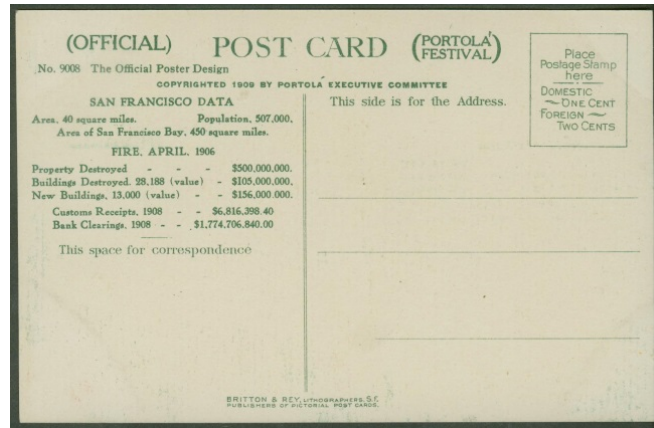 (OFFICIAL) POST CARD (PORTOLA FESTIVAL)
No. 9008 The Official Poster Design
COPYRIGHTED 1909 BY PORTOLA EXECUTIVE COMMITTEE
SAN FRANCISCO DATA
Area, 40 square miles. Population, 507,000.
Area of San Francisco Bay, 450 square miles.
FIRE, APRIL, 1906
Property Destroyed - - - $500,000,000.
Buildings Destroyed, 28,188 (value) - $105,000,000.
New Buildings, 13,000 (value) - - $156,000.000.
Customs Receipts, 1908 - - $6,816,398.40
Bank Clearings, 1908 - - $1,774,706,840.00
This space for correspondence
This side is for the Address.
Place
Postage Stamp
here
DOMESTIC
~ONE CENT
FOREIGN ~
TWO CENTS
BRITTON & REY, LITHOGRAPHERS, S.F.
PUBLISHERS OF PICTORIAL POST CARDS.